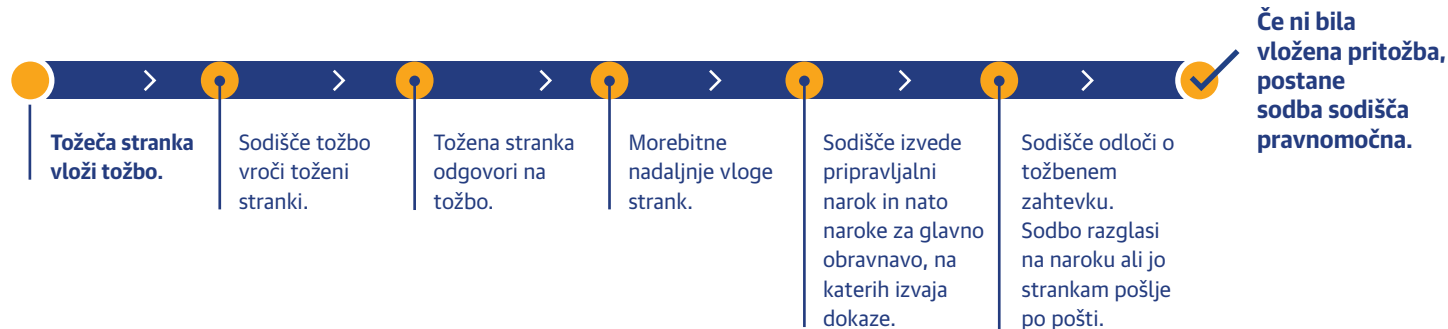 Tožeča stranka
vloži tožbo.
Sodišče tožbo
vroči toženi
stranki.
Tožena stranka
odgovori na
tožbo.
Morebitne
nadaljnje vloge
strank.
Sodišče izvede
pripravljalni
narok in nato
naroke za glavno
obravnavo, na
katerih izvaja
dokaze.
Sodišče odloči o
tožbenem
zahtevku.
Sodbo razglasi
na naroku ali jo
strankam pošlje
po pošti.
Če ni bila
vložena pritožba,
postane
sodba sodišča
pravnomočna.